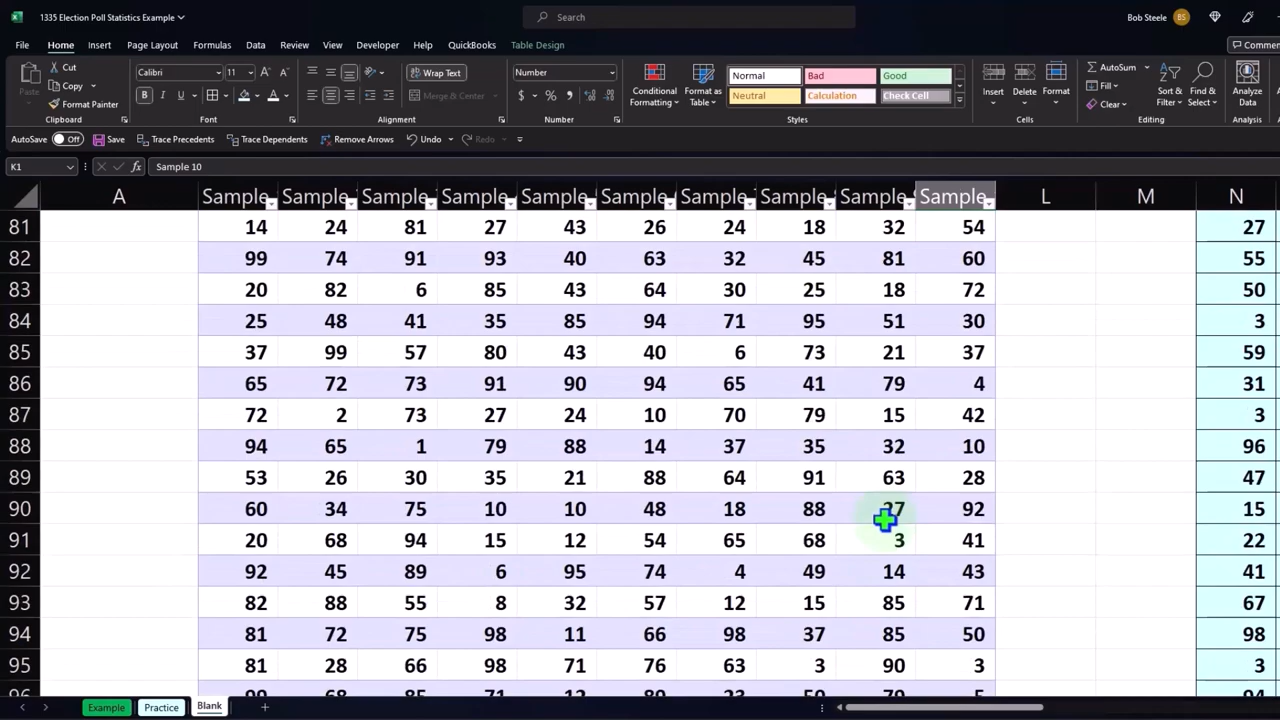 1335 Election Poll Statistics Example
Search
Bob Steele BS
File Home Insert Page Layout Formulas Data Review View Developer Help QuickBooks Table Design
Comme
Paste
Cut
Copy
Format Painter
Clipboard
Calibri 11
B I U
Font
Wrap Text
Merge & Center
Alignment
Number
$ % ,
Number
Conditional Formatting
Format as Table
Normal Bad Good
Neutral Calculation Check Cell
Styles
Insert Delete Format
Cells
AutoSum
Fill
Clear
Sort & Filter
Find & Select
Editing
Analyze Data
Analysis
AutoSave Off Save Trace Precedents Trace Dependents Remove Arrows Undo Redo
K1 fx Sample 10
A Sample Sample Sample Sample Sample Sample Sample Sample Sample Sample L M N
81 14 24 81 27 43 26 24 18 32 54 27
82 99 74 91 93 40 63 32 45 81 60 55
83 20 82 6 85 43 64 30 25 18 72 50
84 25 48 41 35 85 94 71 95 51 30 3
85 37 99 57 80 43 40 6 73 21 37 59
86 65 72 73 91 90 94 65 41 79 4 31
87 72 2 73 27 24 10 70 79 15 42 3
88 94 65 1 79 88 14 37 35 32 10 96
89 53 26 30 35 21 88 64 91 63 28 47
90 60 34 75 10 10 48 18 88 27 92 15
91 20 68 94 15 12 54 65 68 3 41 22
92 92 45 89 6 95 74 4 49 14 43 41
93 82 88 55 8 32 57 12 15 85 71 67
94 81 72 75 98 11 66 98 37 85 50 98
95 81 28 66 98 71 76 63 3 90 3 3
Example Practice Blank